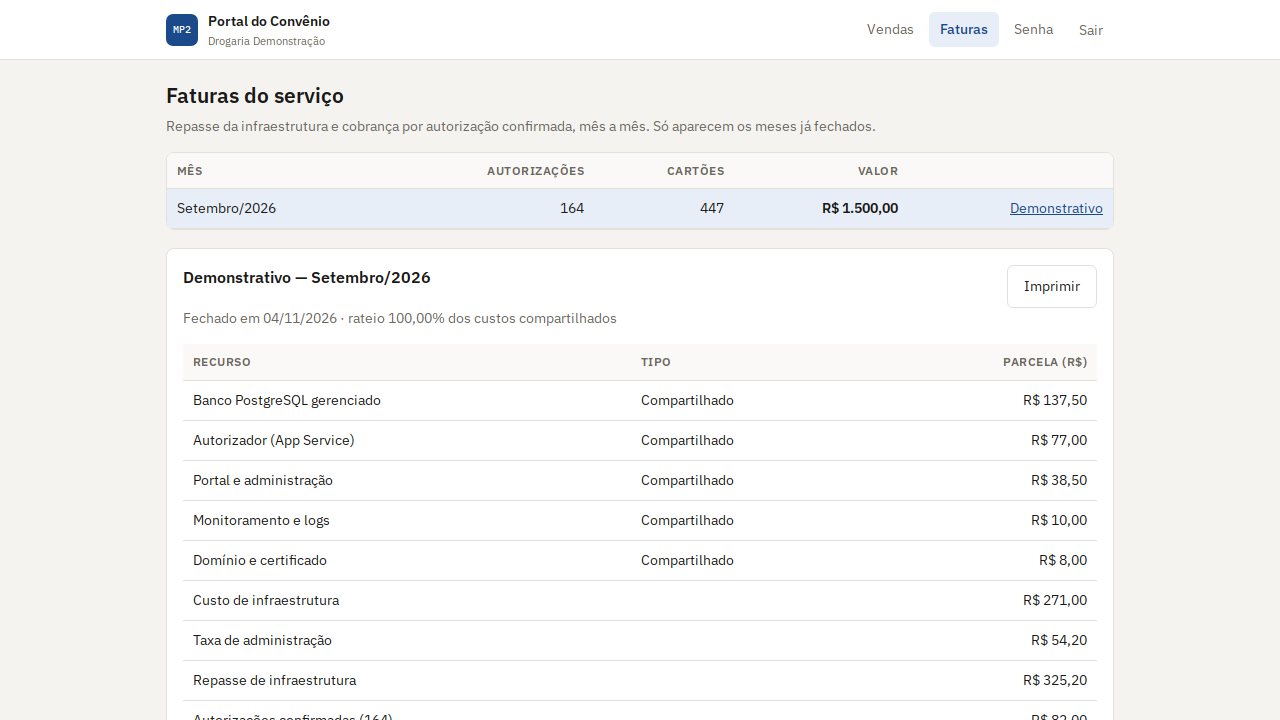 MP2
Portal do Convênio
Drogaria Demonstração
Vendas Faturas Senha Sair
Faturas do serviço
Repasse da infraestrutura e cobrança por autorização confirmada, mês a mês. Só aparecem os meses já fechados.
MÊS AUTORIZAÇÕES CARTÕES VALOR
Setembro/2026 164 447 R$ 1.500,00 Demonstrativo
Demonstrativo — Setembro/2026
Imprimir
Fechado em 04/11/2026 · rateio 100,00% dos custos compartilhados
RECURSO TIPO PARCELA (R$)
Banco PostgreSQL gerenciado Compartilhado R$ 137,50
Autorizador (App Service) Compartilhado R$ 77,00
Portal e administração Compartilhado R$ 38,50
Monitoramento e logs Compartilhado R$ 10,00
Domínio e certificado Compartilhado R$ 8,00
Custo de infraestrutura R$ 271,00
Taxa de administração R$ 54,20
Repasse de infraestrutura R$ 325,20
Autorizações confirmadas (164) R$ 82,00